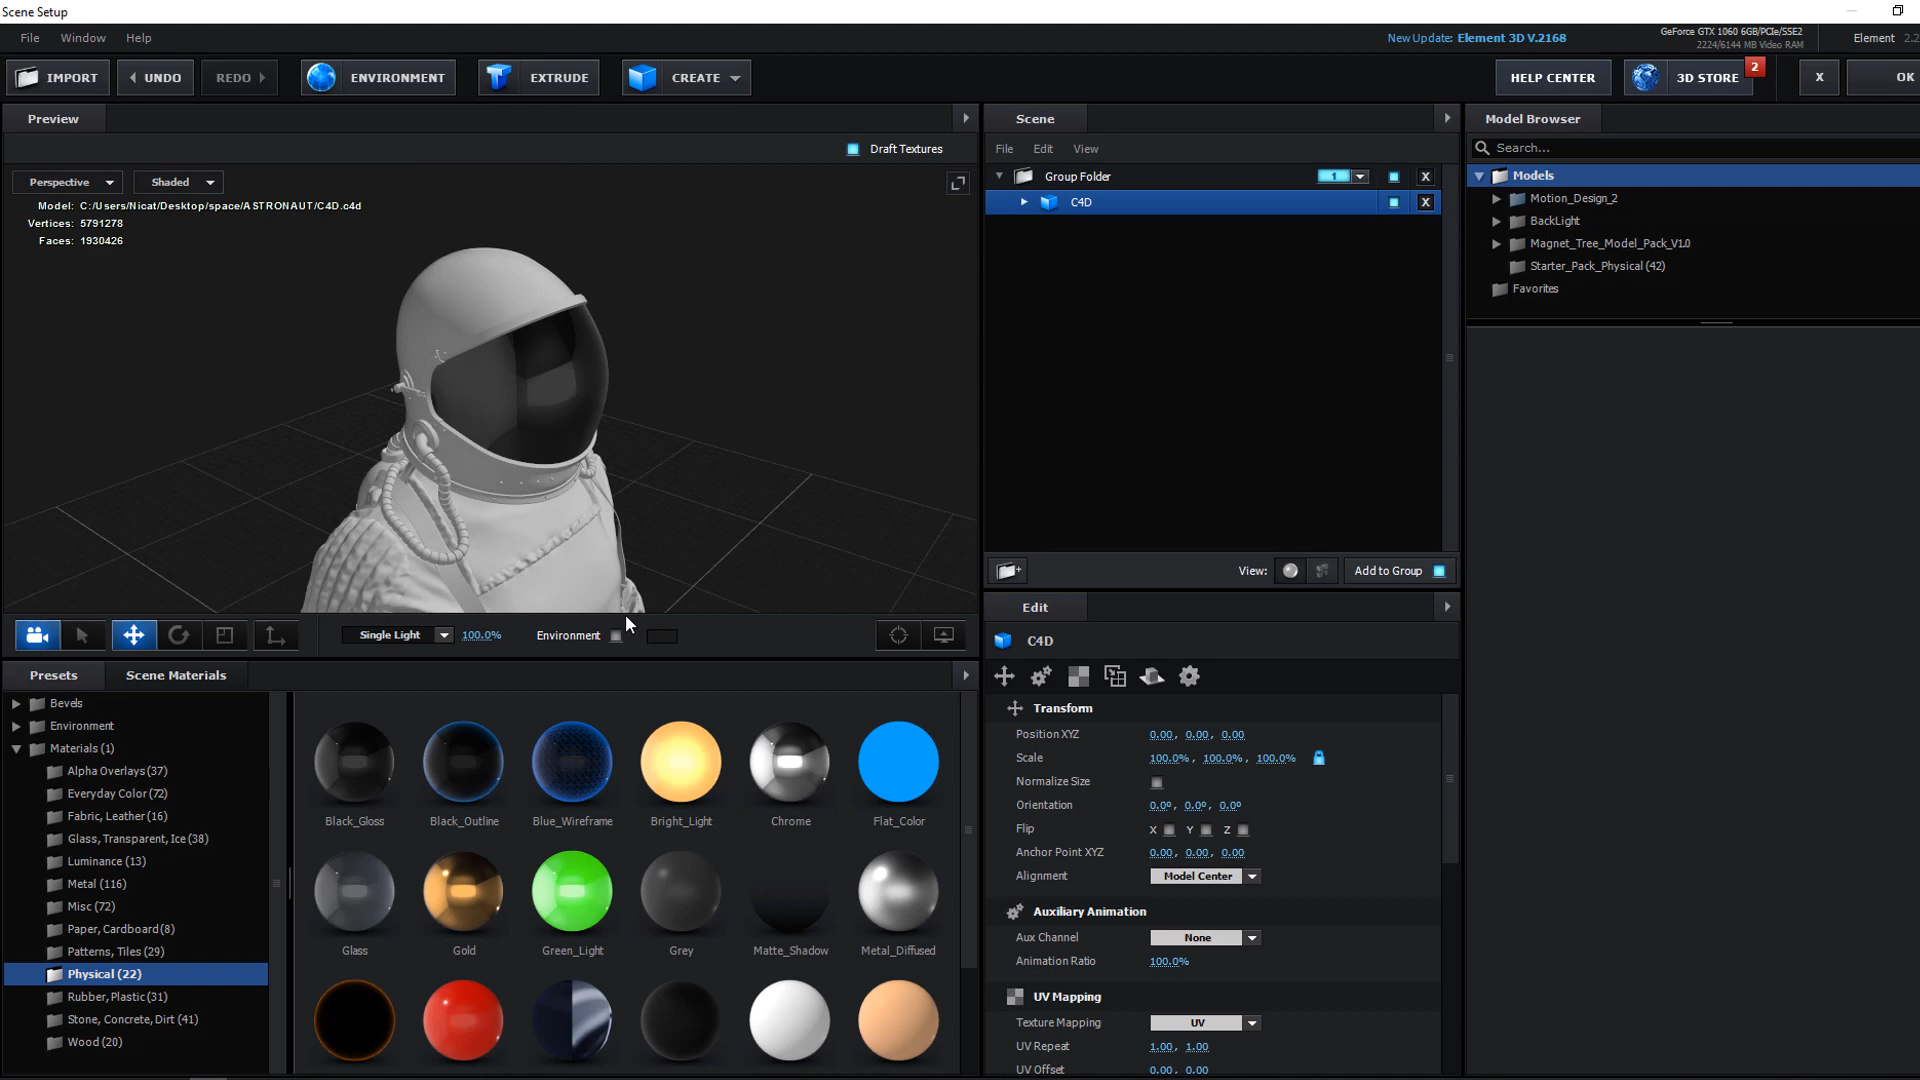 Scene Setup
File Window Help
New Update: Element 3D V.2168
GeForce GTX 1060 6GB/PCIe/SSE2
2224/6144 MB Video RAM
Element 2.2
IMPORT
UNDO
REDO
ENVIRONMENT
EXTRUDE
CREATE
HELP CENTER
3D STORE
2
X
OK
Preview
Draft Textures
Perspective
Shaded
Model: C:/Users/Nicat/Desktop/space/ASTRONAUT/C4D.c4d
Vertices: 5791278
Faces: 1930426
Single Light
100.0%
Environment
Scene
File Edit View
Group Folder
1
X
C4D
X
View:
Add to Group
Model Browser
Search...
Models
Motion_Design_2
BackLight
Magnet_Tree_Model_Pack_V1.0
Starter_Pack_Physical (42)
Favorites
Presets
Scene Materials
Bevels
Environment
Materials (1)
Alpha Overlays (37)
Everyday Color (72)
Fabric, Leather (16)
Glass, Transparent, Ice (38)
Luminance (13)
Metal (116)
Misc (72)
Paper, Cardboard (8)
Patterns, Tiles (29)
Physical (22)
Rubber, Plastic (31)
Stone, Concrete, Dirt (41)
Wood (20)
Black_Gloss
Black_Outline
Blue_Wireframe
Bright_Light
Chrome
Flat_Color
Glass
Gold
Green_Light
Grey
Matte_Shadow
Metal_Diffused
Edit
C4D
Transform
Position XYZ 0.00, 0.00, 0.00
Scale 100.0%, 100.0%, 100.0%
Normalize Size
Orientation 0.0º, 0.0º, 0.0º
Flip X Y Z
Anchor Point XYZ 0.00, 0.00, 0.00
Alignment Model Center
Auxiliary Animation
Aux Channel None
Animation Ratio 100.0%
UV Mapping
Texture Mapping UV
UV Repeat 1.00, 1.00
UV Offset 0.00, 0.00